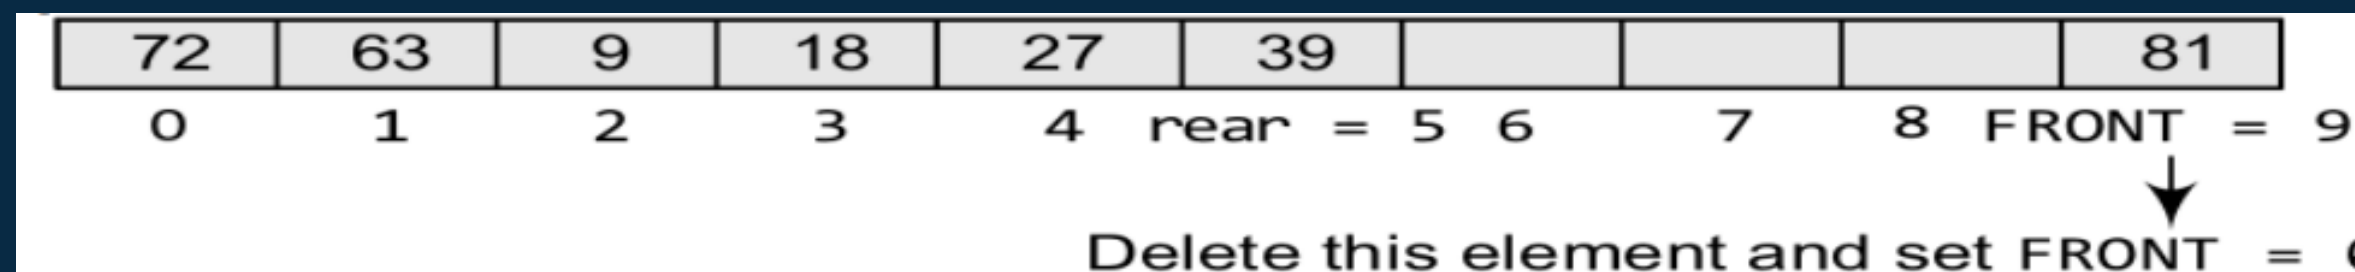 72 63 9 18 27 39 81
0 1 2 3 4 rear = 5 6 7 8 FRONT = 9
Delete this element and set FRONT =